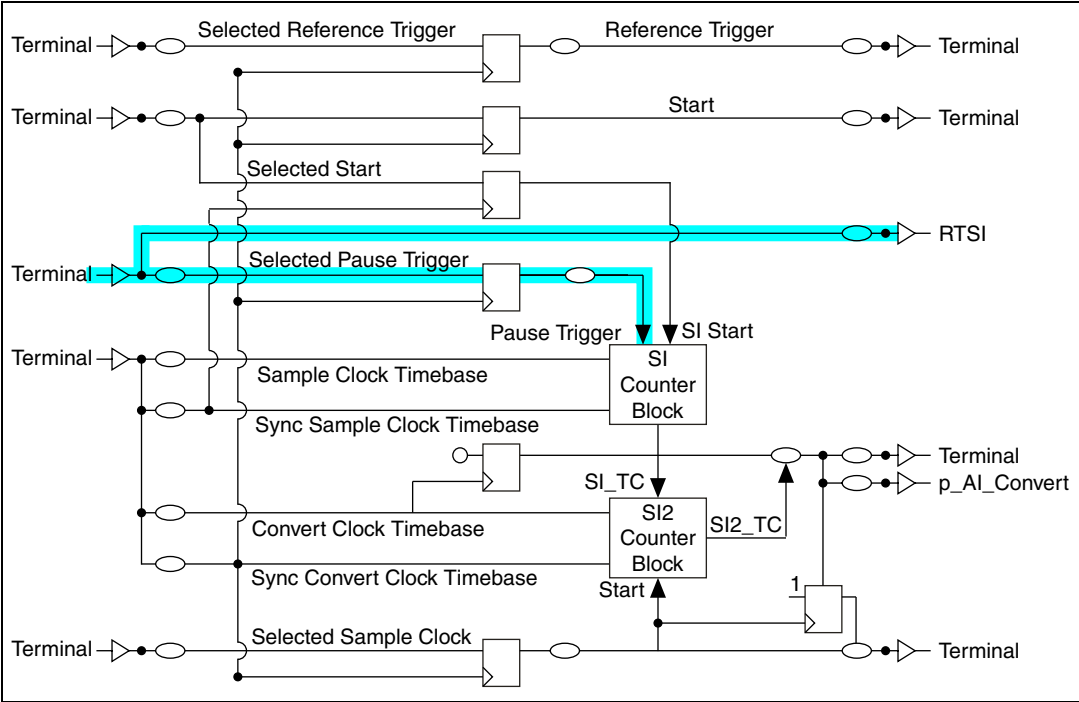 Terminal
Selected Reference Trigger
Reference Trigger
Terminal
Terminal
Start
Terminal
Selected Start
RTSI
Terminal
Selected Pause Trigger
Pause Trigger
SI Start
Terminal
SI
Counter
Block
Sample Clock Timebase
Sync Sample Clock Timebase
Terminal
p_AI_Convert
SI_TC
SI2
Counter
Block
SI2_TC
Convert Clock Timebase
Sync Convert Clock Timebase
Start
1
Terminal
Selected Sample Clock
Terminal